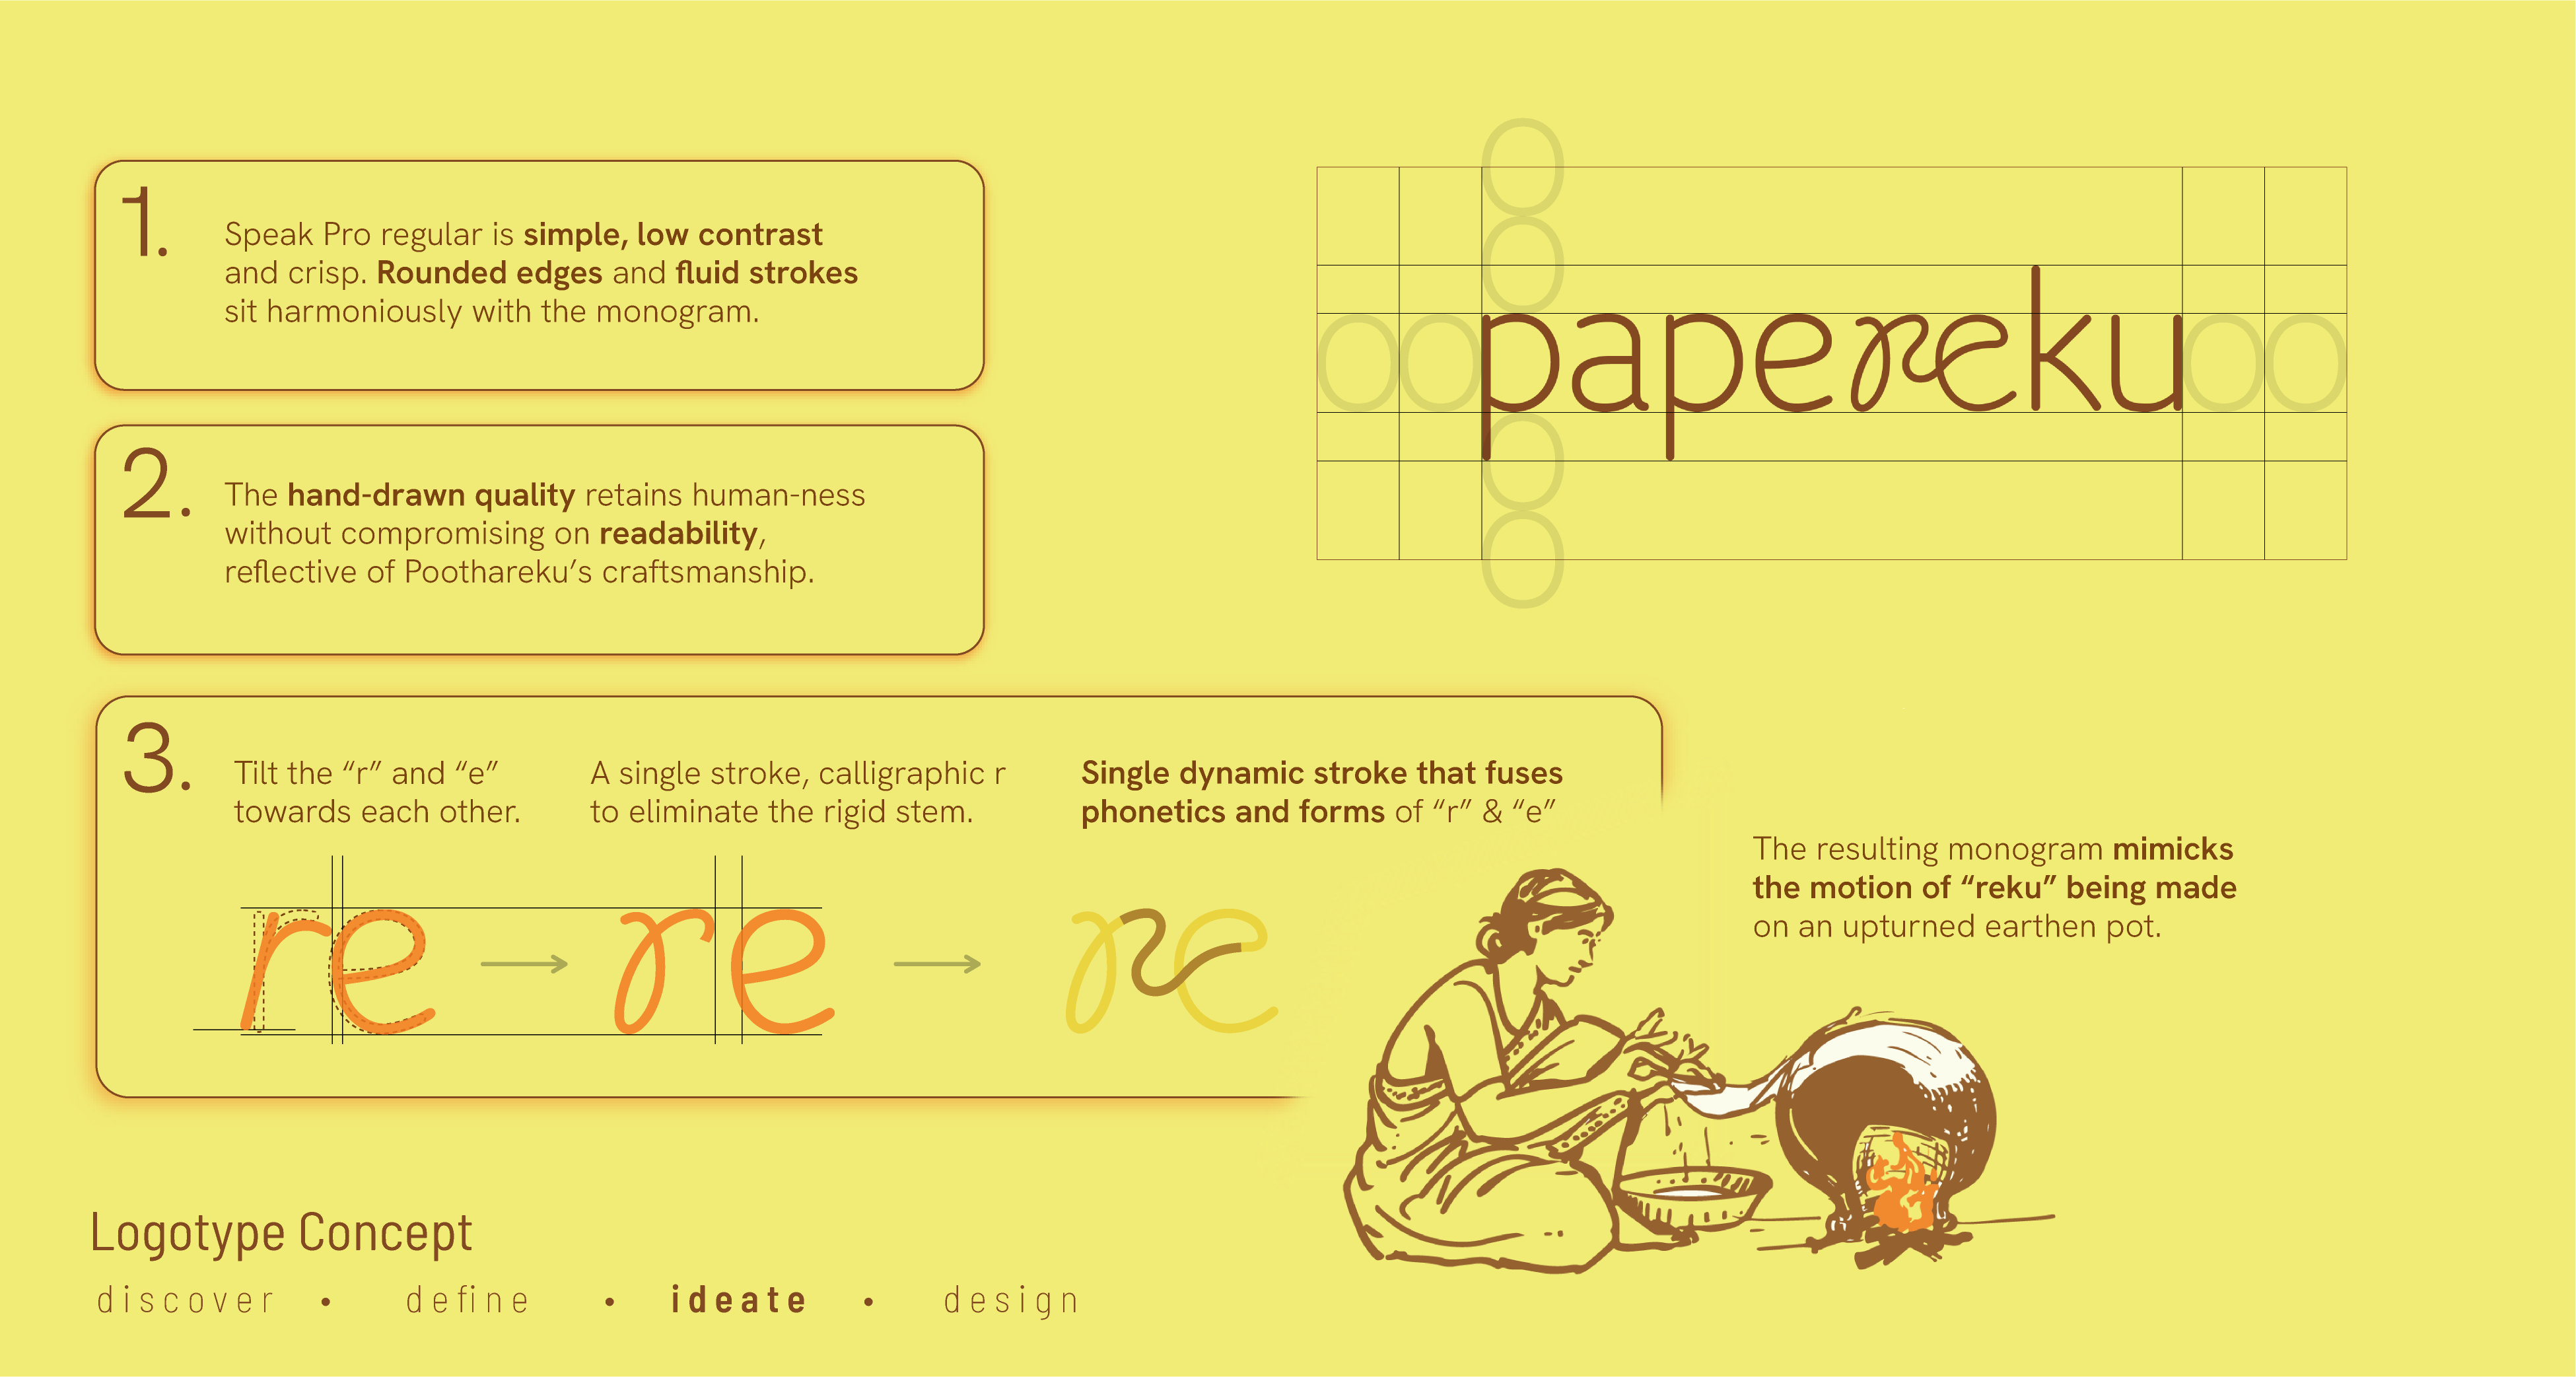 1.
Speak Pro regular is simple, low contrast
and crisp. Rounded edges and fluid strokes
sit harmoniously with the monogram.
2.
The hand-drawn quality retains human-ness
without compromising on readability,
reflective of Poothareku’s craftsmanship.
oo papereku oo
o
o
o
o
3.
Tilt the “r” and “e”
towards each other.
re
A single stroke, calligraphic r
to eliminate the rigid stem.
re
Single dynamic stroke that fuses
phonetics and forms of “r” & “e”
re
The resulting monogram mimicks
the motion of “reku” being made
on an upturned earthen pot.
Logotype Concept
discover • define • ideate • design